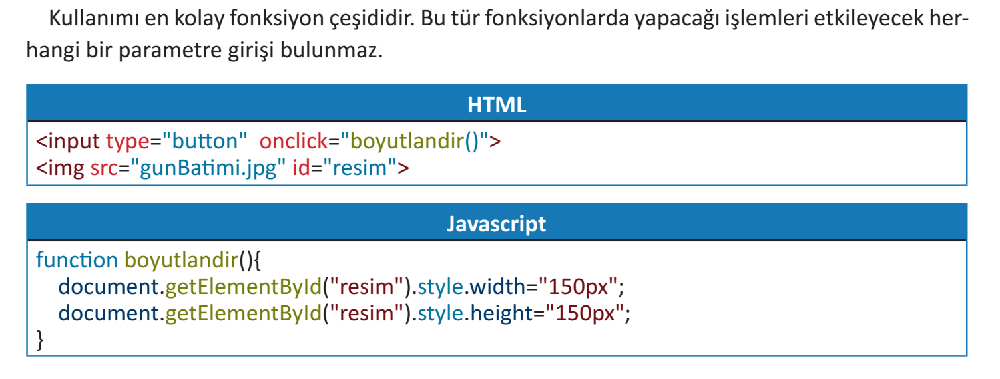 Kullanımı en kolay fonksiyon çeşididir. Bu tür fonksiyonlarda yapacağı işlemleri etkileyecek her-
hangi bir parametre girişi bulunmaz.
HTML
<input type="button"  onclick="boyutlandir()">
<img src="gunBatimi.jpg" id="resim">
Javascript
function boyutlandir(){
   document.getElementById("resim").style.width="150px";
   document.getElementById("resim").style.height="150px";
}